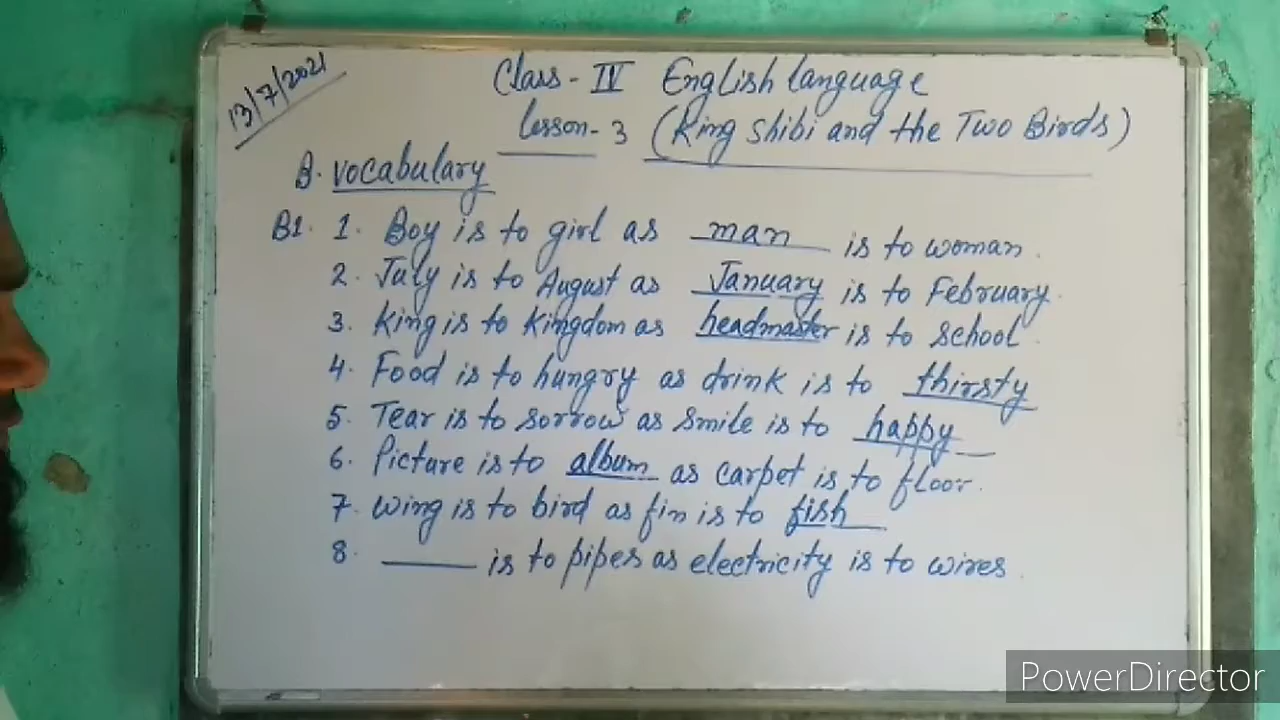 13/7/2021
Class - IV English language
Lesson - 3 (King Shibi and the Two Birds)
B. Vocabulary
B1. 1. Boy is to girl as man is to woman.
2. July is to August as January is to February.
3. King is to Kingdom as headmaster is to school.
4. Food is to hungry as drink is to thirsty
5. Tear is to sorrow as smile is to happy
6. Picture is to album as carpet is to floor.
7. Wing is to bird as fin is to fish
8. ____ is to pipes as electricity is to wires.
PowerDirector